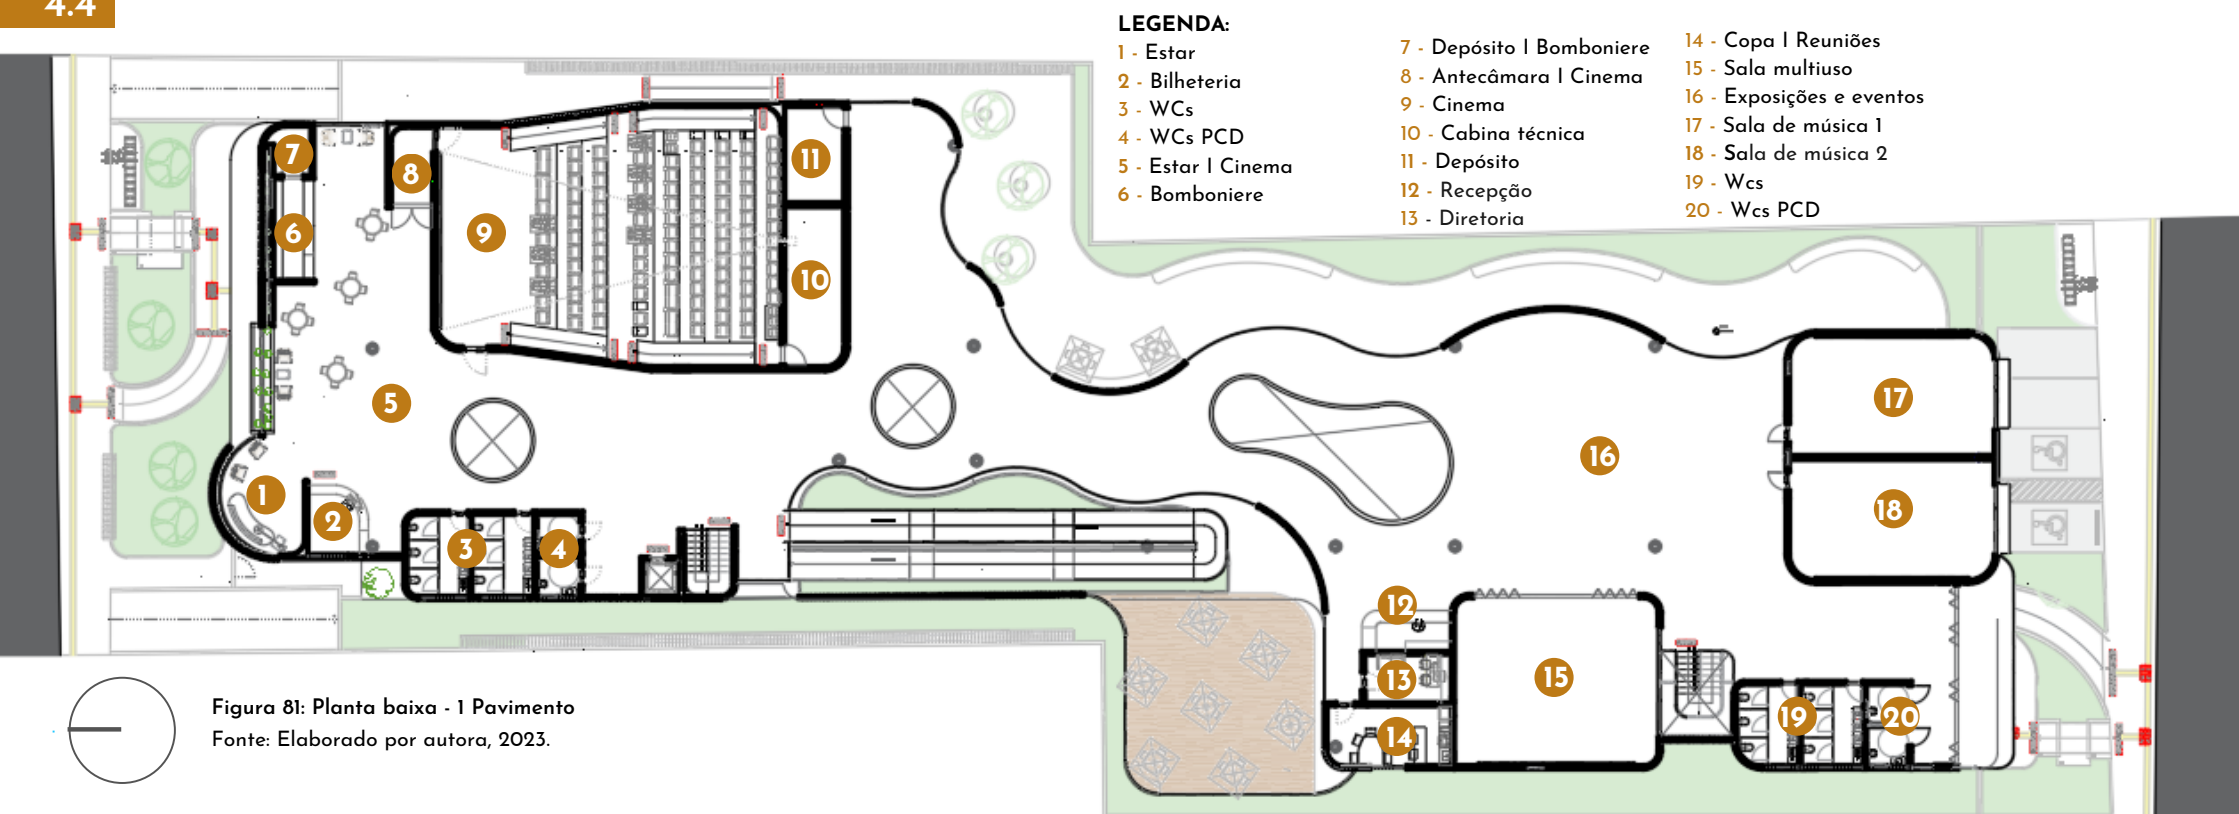 4.4
LEGENDA:
1 - Estar
2 - Bilheteria
3 - WCs
4 - WCs PCD
5 - Estar | Cinema
6 - Bomboniere
7 - Depósito | Bomboniere
8 - Antecâmara | Cinema
9 - Cinema
10 - Cabina técnica
11 - Depósito
12 - Recepção
13 - Diretoria
14 - Copa | Reuniões
15 - Sala multiuso
16 - Exposições e eventos
17 - Sala de música 1
18 - Sala de música 2
19 - Wcs
20 - Wcs PCD
7
8
11
6
9
10
5
17
16
1
2
18
3
4
12
13
15
14
19
20
Figura 81: Planta baixa - 1 Pavimento
Fonte: Elaborado por autora, 2023.